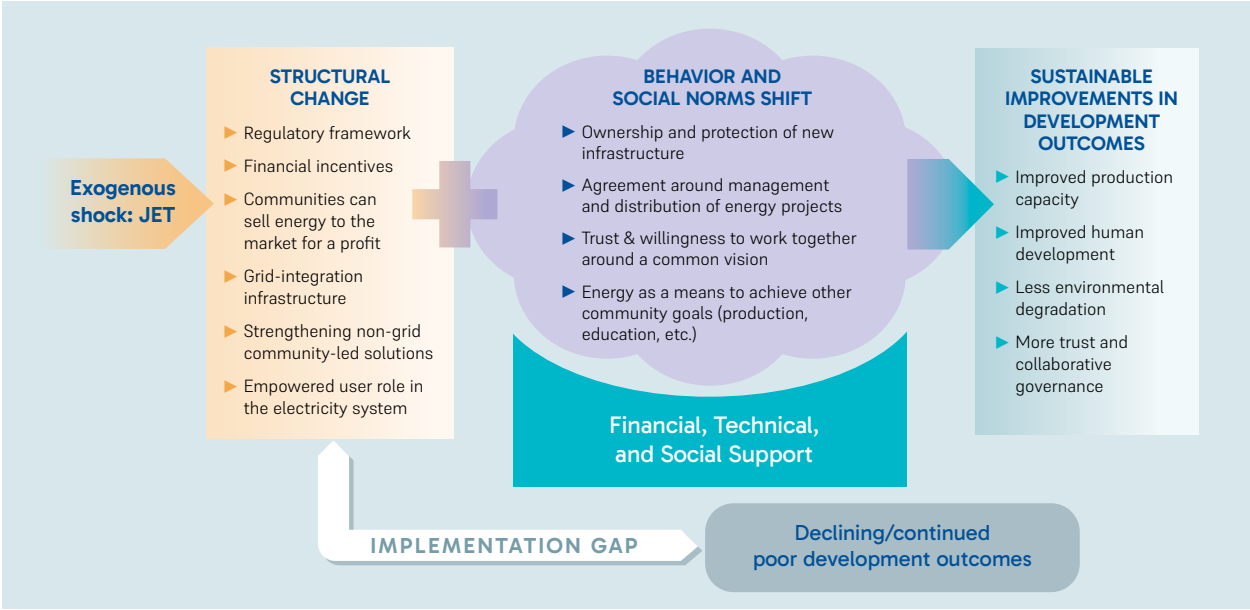 Exogenous
shock: JET
STRUCTURAL
CHANGE
Regulatory framework
Financial incentives
Communities can
sell energy to the
market for a profit
Grid-integration
infrastructure
Strengthening non-grid
community-led solutions
Empowered user role in
the electricity system
BEHAVIOR AND
SOCIAL NORMS SHIFT
Ownership and protection of new
infrastructure
Agreement around management
and distribution of energy projects
Trust & willingness to work together
around a common vision
Energy as a means to achieve other
community goals (production,
education, etc.)
Financial, Technical,
and Social Support
SUSTAINABLE
IMPROVEMENTS IN
DEVELOPMENT
OUTCOMES
Improved production
capacity
Improved human
development
Less environmental
degradation
More trust and
collaborative
governance
IMPLEMENTATION GAP
Declining/continued
poor development outcomes